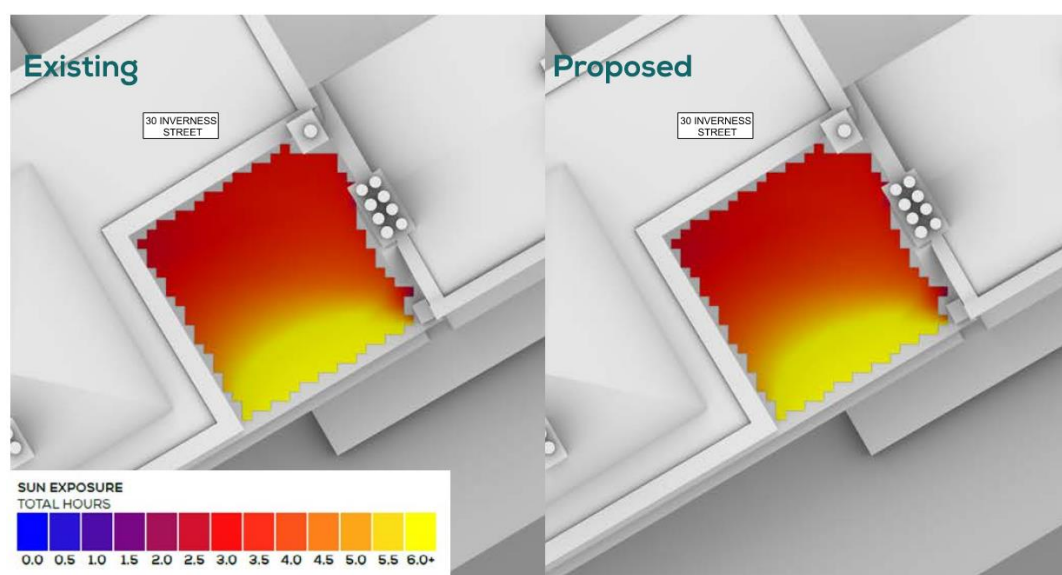 Existing
Proposed
30 INVERNESS
STREET
30 INVERNESS
STREET
SUN EXPOSURE
TOTAL HOURS
0.0 0.5 1.0 1.5 2.0 2.5 3.0 3.5 4.0 4.5 5.0 5.5 6.0+